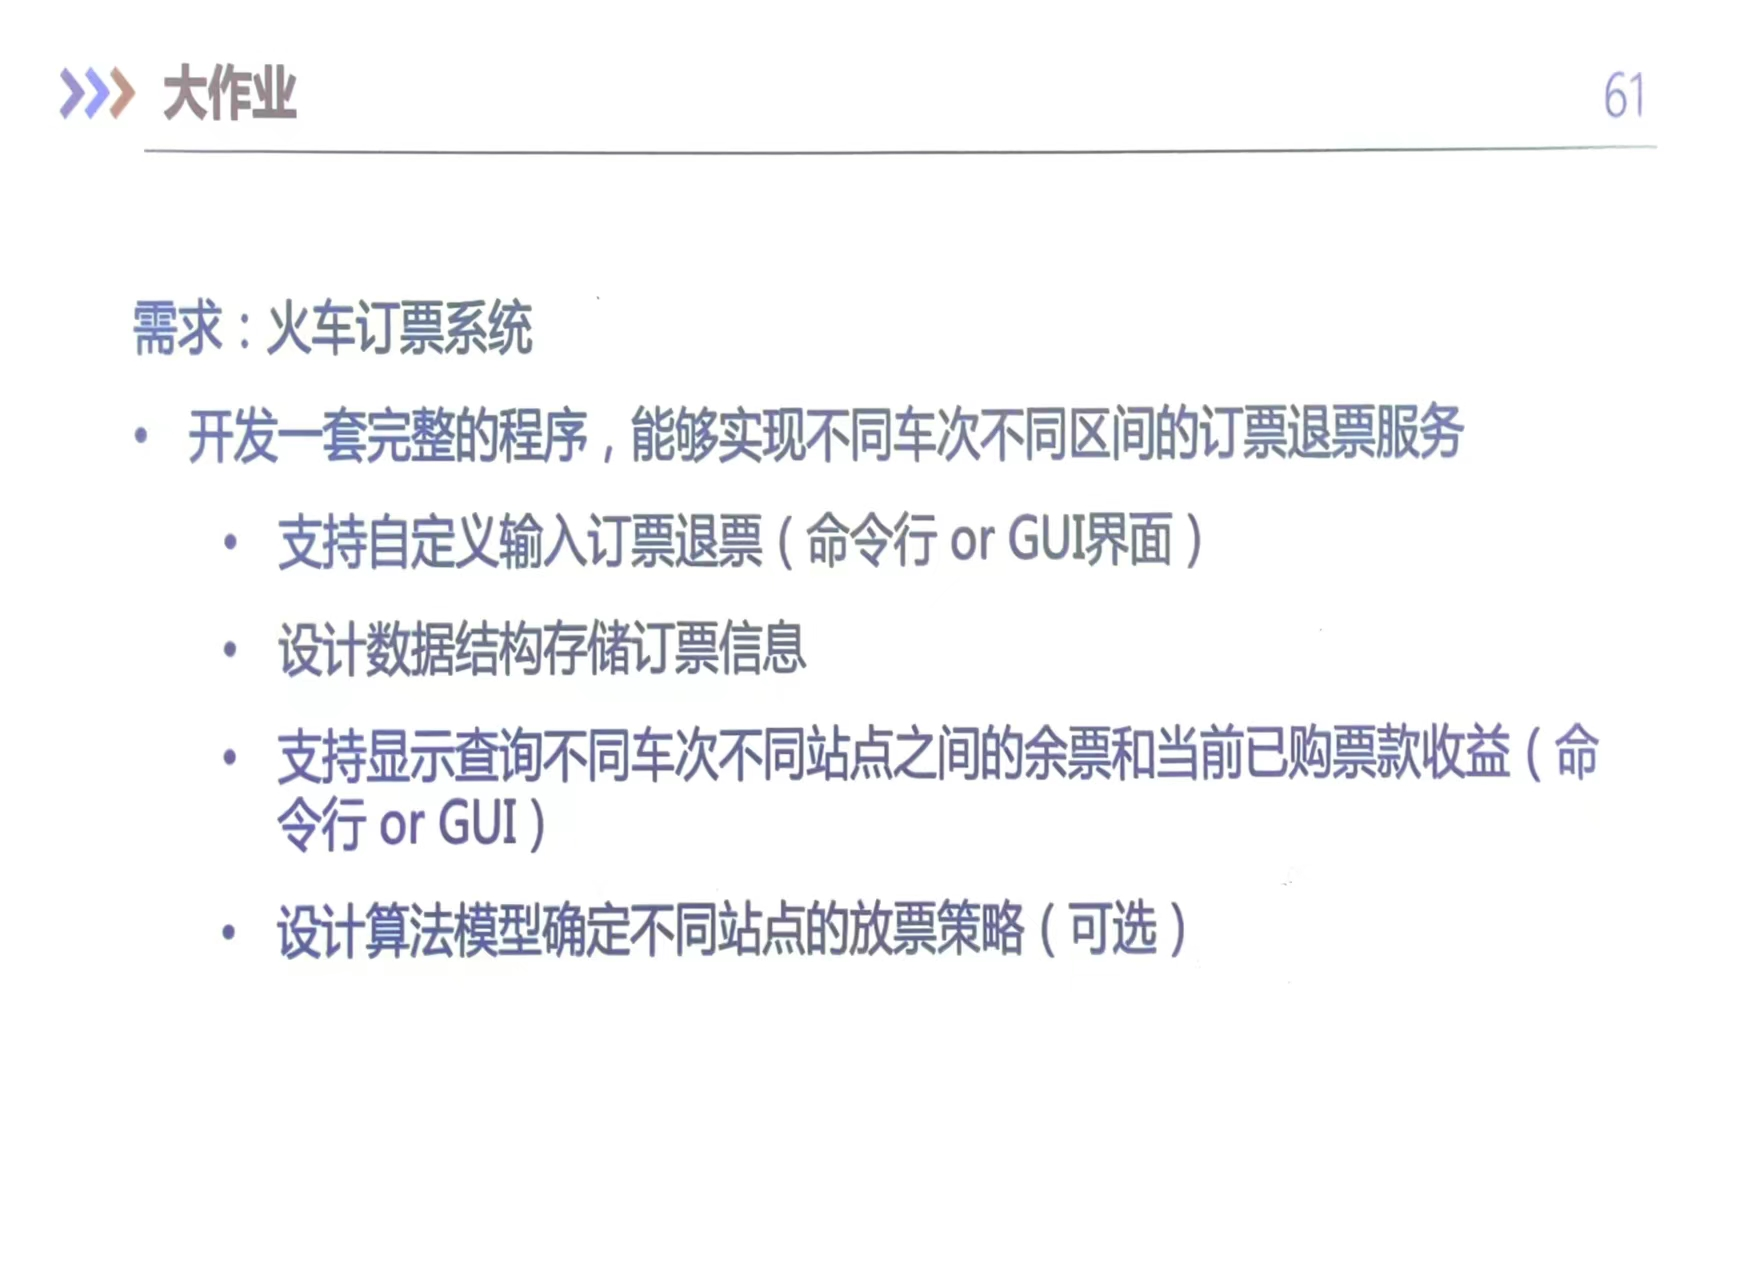 大作业
61
需求：火车订票系统
• 开发一套完整的程序，能够实现不同车次不同区间的订票退票服务
• 支持自定义输入订票退票（命令行 or GUI界面）
• 设计数据结构存储订票信息
• 支持显示查询不同车次不同站点之间的余票和当前已购票款收益（命
令行 or GUI）
• 设计算法模型确定不同站点的放票策略（可选）